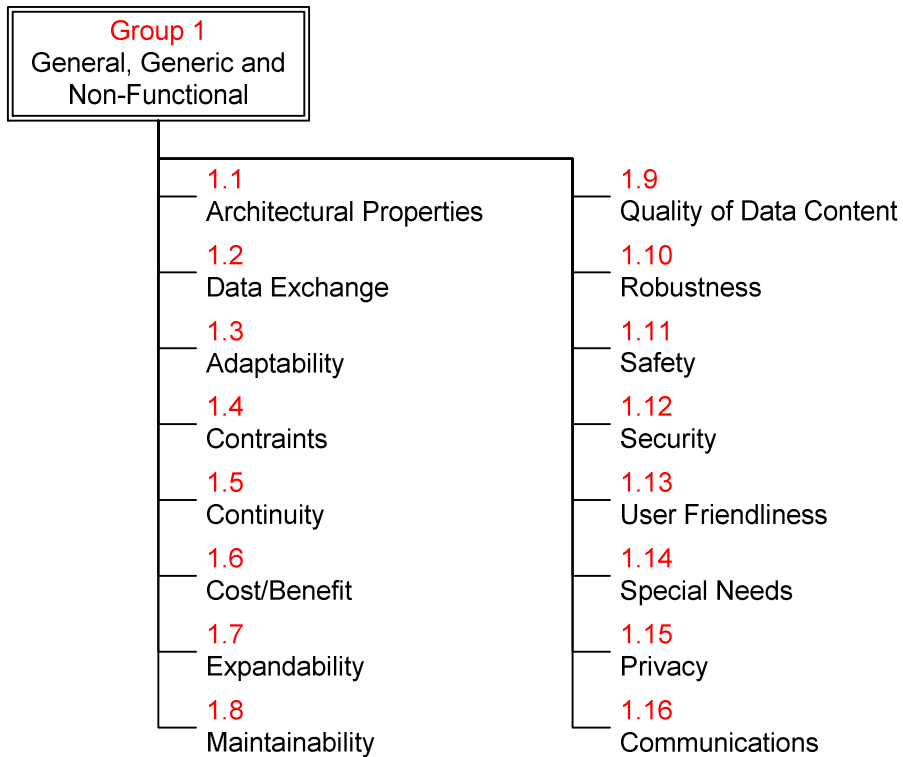 Group 1
General, Generic and
Non-Functional
1.1
Architectural Properties
1.2
Data Exchange
1.3
Adaptability
1.4
Contraints
1.5
Continuity
1.6
Cost/Benefit
1.7
Expandability
1.8
Maintainability
1.9
Quality of Data Content
1.10
Robustness
1.11
Safety
1.12
Security
1.13
User Friendliness
1.14
Special Needs
1.15
Privacy
1.16
Communications